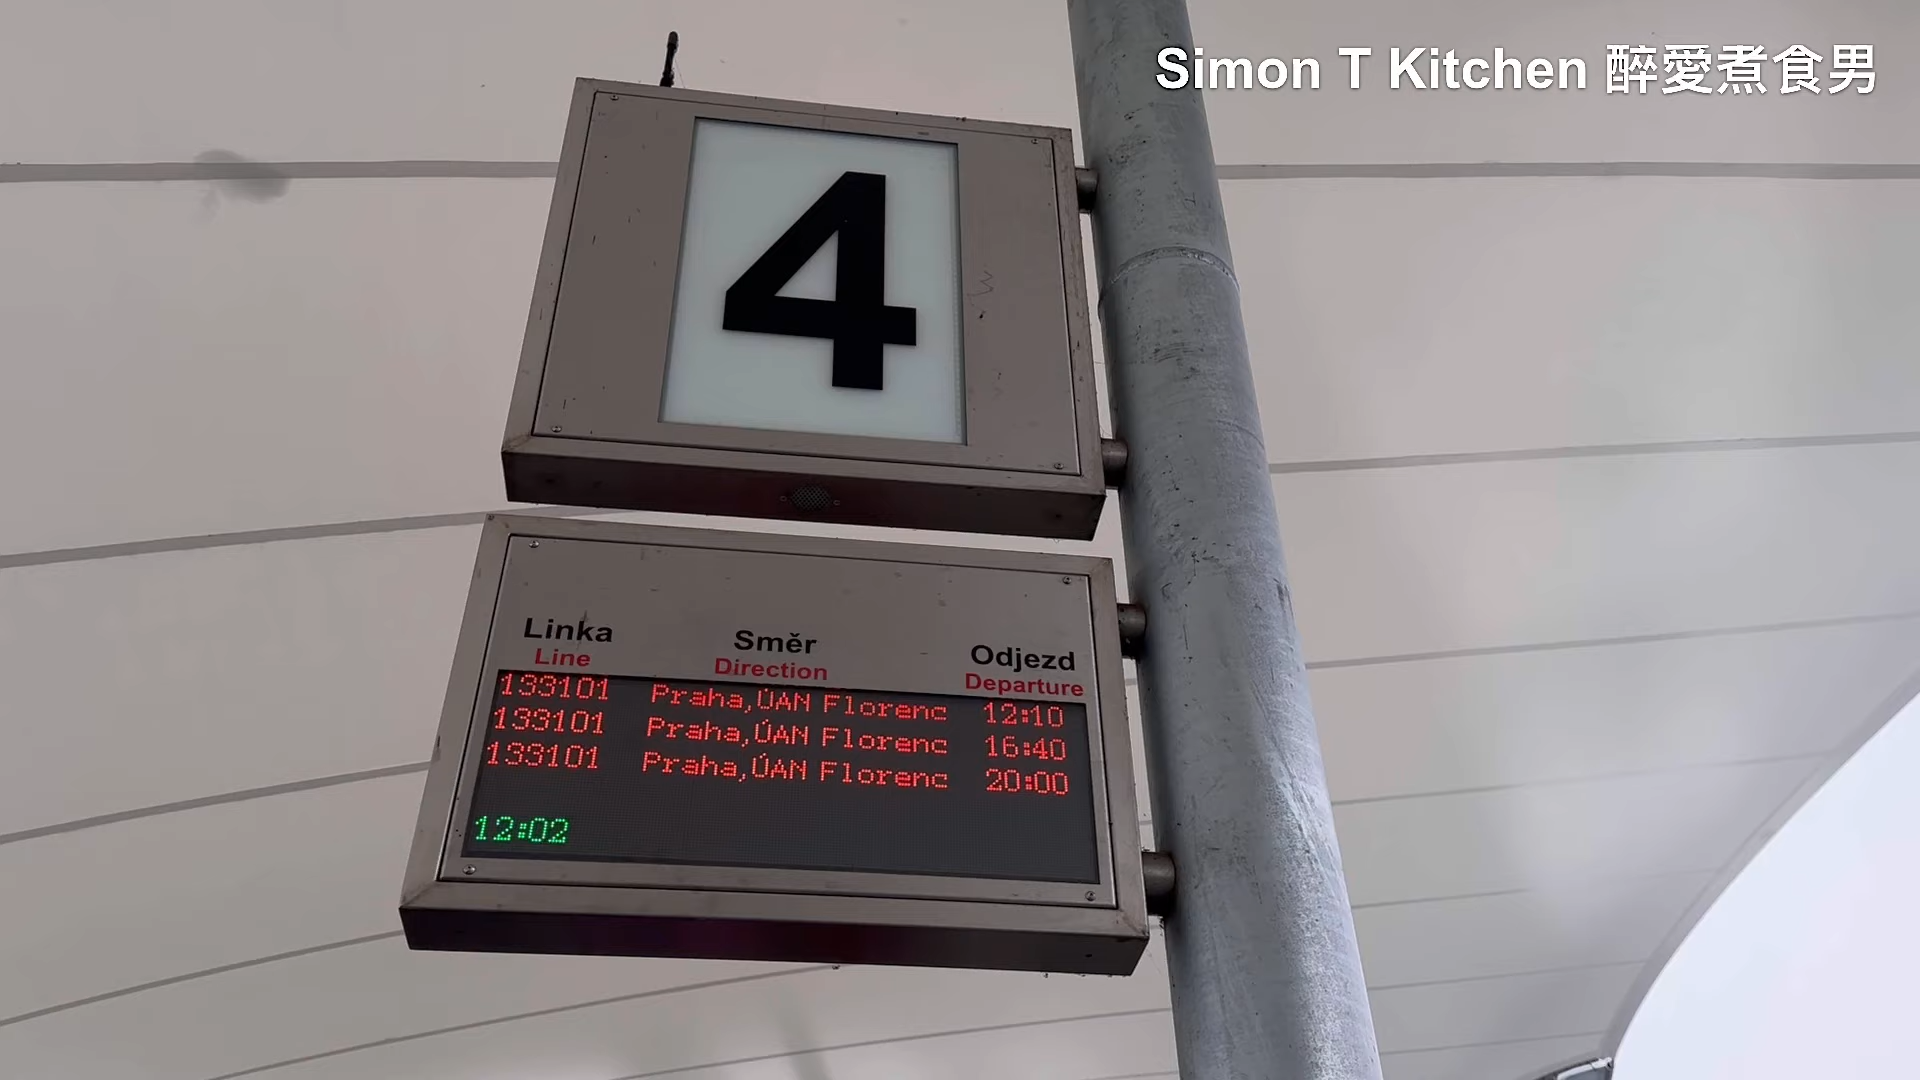 Simon T Kitchen 醉愛煮食男
4
Linka Směr Odjezd
Line Direction Departure
133101 Praha,ÚAN Florenc 12:10
133101 Praha,ÚAN Florenc 16:40
133101 Praha,ÚAN Florenc 20:00
12:02